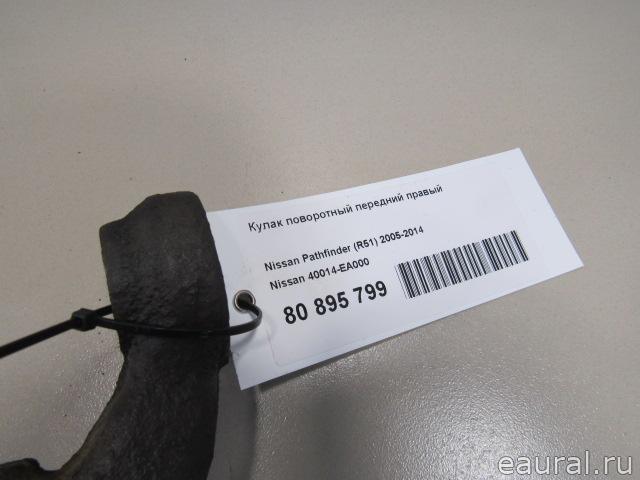 Кулак поворотный передний правый
Nissan Pathfinder (R51) 2005-2014
Nissan 40014-EA000
80 895 799
eaural.ru